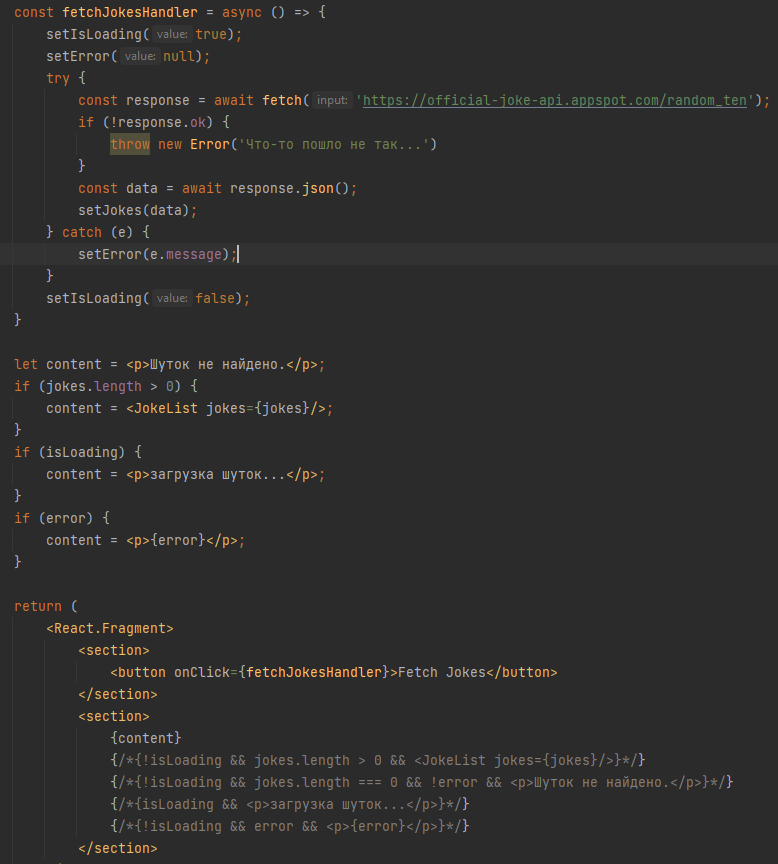 const fetchJokesHandler = async () => {
    setIsLoading( value: true);
    setError( value: null);
    try {
        const response = await fetch( input: 'https://official-joke-api.appspot.com/random_ten');
        if (!response.ok) {
            throw new Error('Что-то пошло не так...')
        }
        const data = await response.json();
        setJokes(data);
    } catch (e) {
        setError(e.message);
    }
    setIsLoading( value: false);
}

let content = <p>Шуток не найдено.</p>;
if (jokes.length > 0) {
    content = <JokeList jokes={jokes}/>;
}
if (isLoading) {
    content = <p>загрузка шуток...</p>;
}
if (error) {
    content = <p>{error}</p>;
}

return (
    <React.Fragment>
        <section>
            <button onClick={fetchJokesHandler}>Fetch Jokes</button>
        </section>
        <section>
            {content}
            {/*{!isLoading && jokes.length > 0 && <JokeList jokes={jokes}/>}*/}
            {/*{!isLoading && jokes.length === 0 && !error && <p>Шуток не найдено.</p>}*/}
            {/*{isLoading && <p>загрузка шуток...</p>}*/}
            {/*{!isLoading && error && <p>{error}</p>}*/}
        </section>